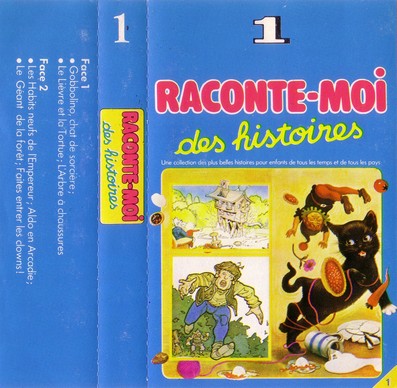 Face 1
• Gobbolino, chat de sorcière ;
• Le Lièvre et la Tortue ; L'Arbre à chaussures
Face 2
• Les Habits neufs de l'Empereur ; Aldo en Arcadie ;
• Le Géant de la forêt ; Faites entrer les clowns !
1
RACONTE-MOI
des histoires
1
RACONTE-MOI
des histoires
Une collection des plus belles histoires pour enfants de tous les temps et de tous les pays.
1